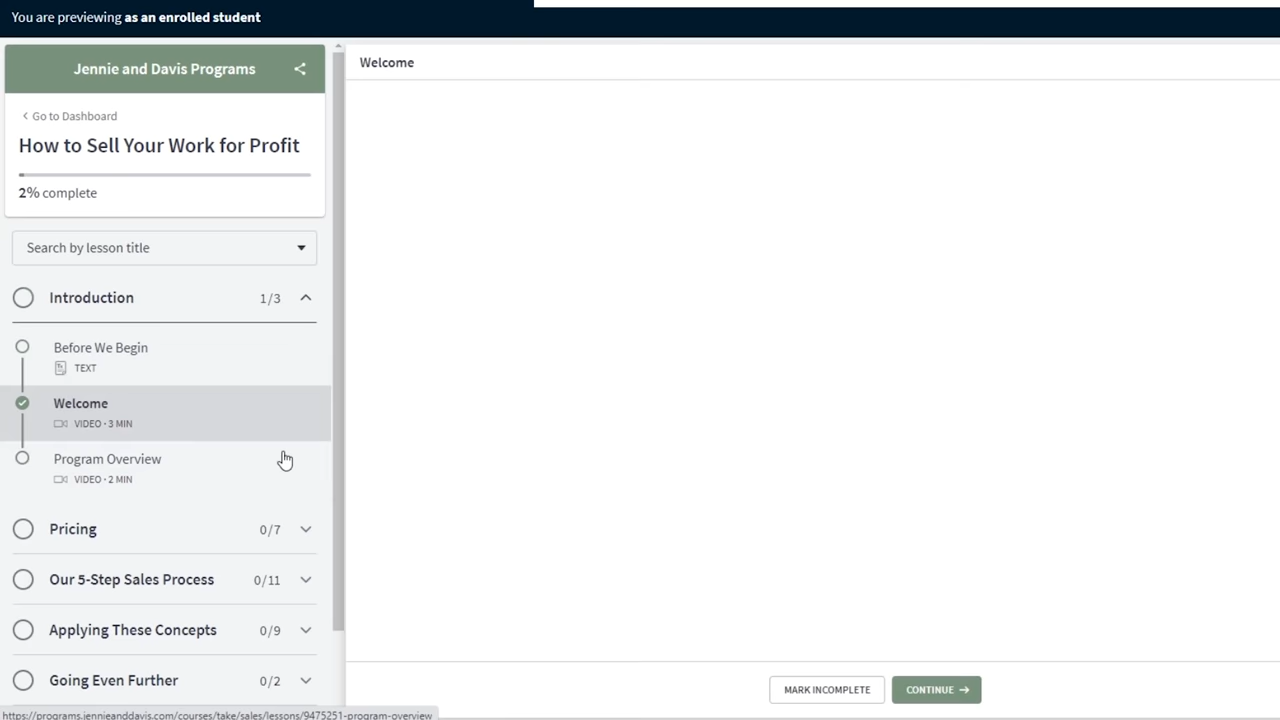 You are previewing as an enrolled student
Jennie and Davis Programs
Go to Dashboard
How to Sell Your Work for Profit
2% complete
Search by lesson title
Introduction 1/3
Before We Begin
TEXT
Welcome
VIDEO · 3 MIN
Program Overview
VIDEO · 2 MIN
Pricing 0/7
Our 5-Step Sales Process 0/11
Applying These Concepts 0/9
Going Even Further 0/2
https://programs.jennieanddavis.com/courses/take/sales/lessons/9475251-program-overview
Welcome
MARK INCOMPLETE
CONTINUE →